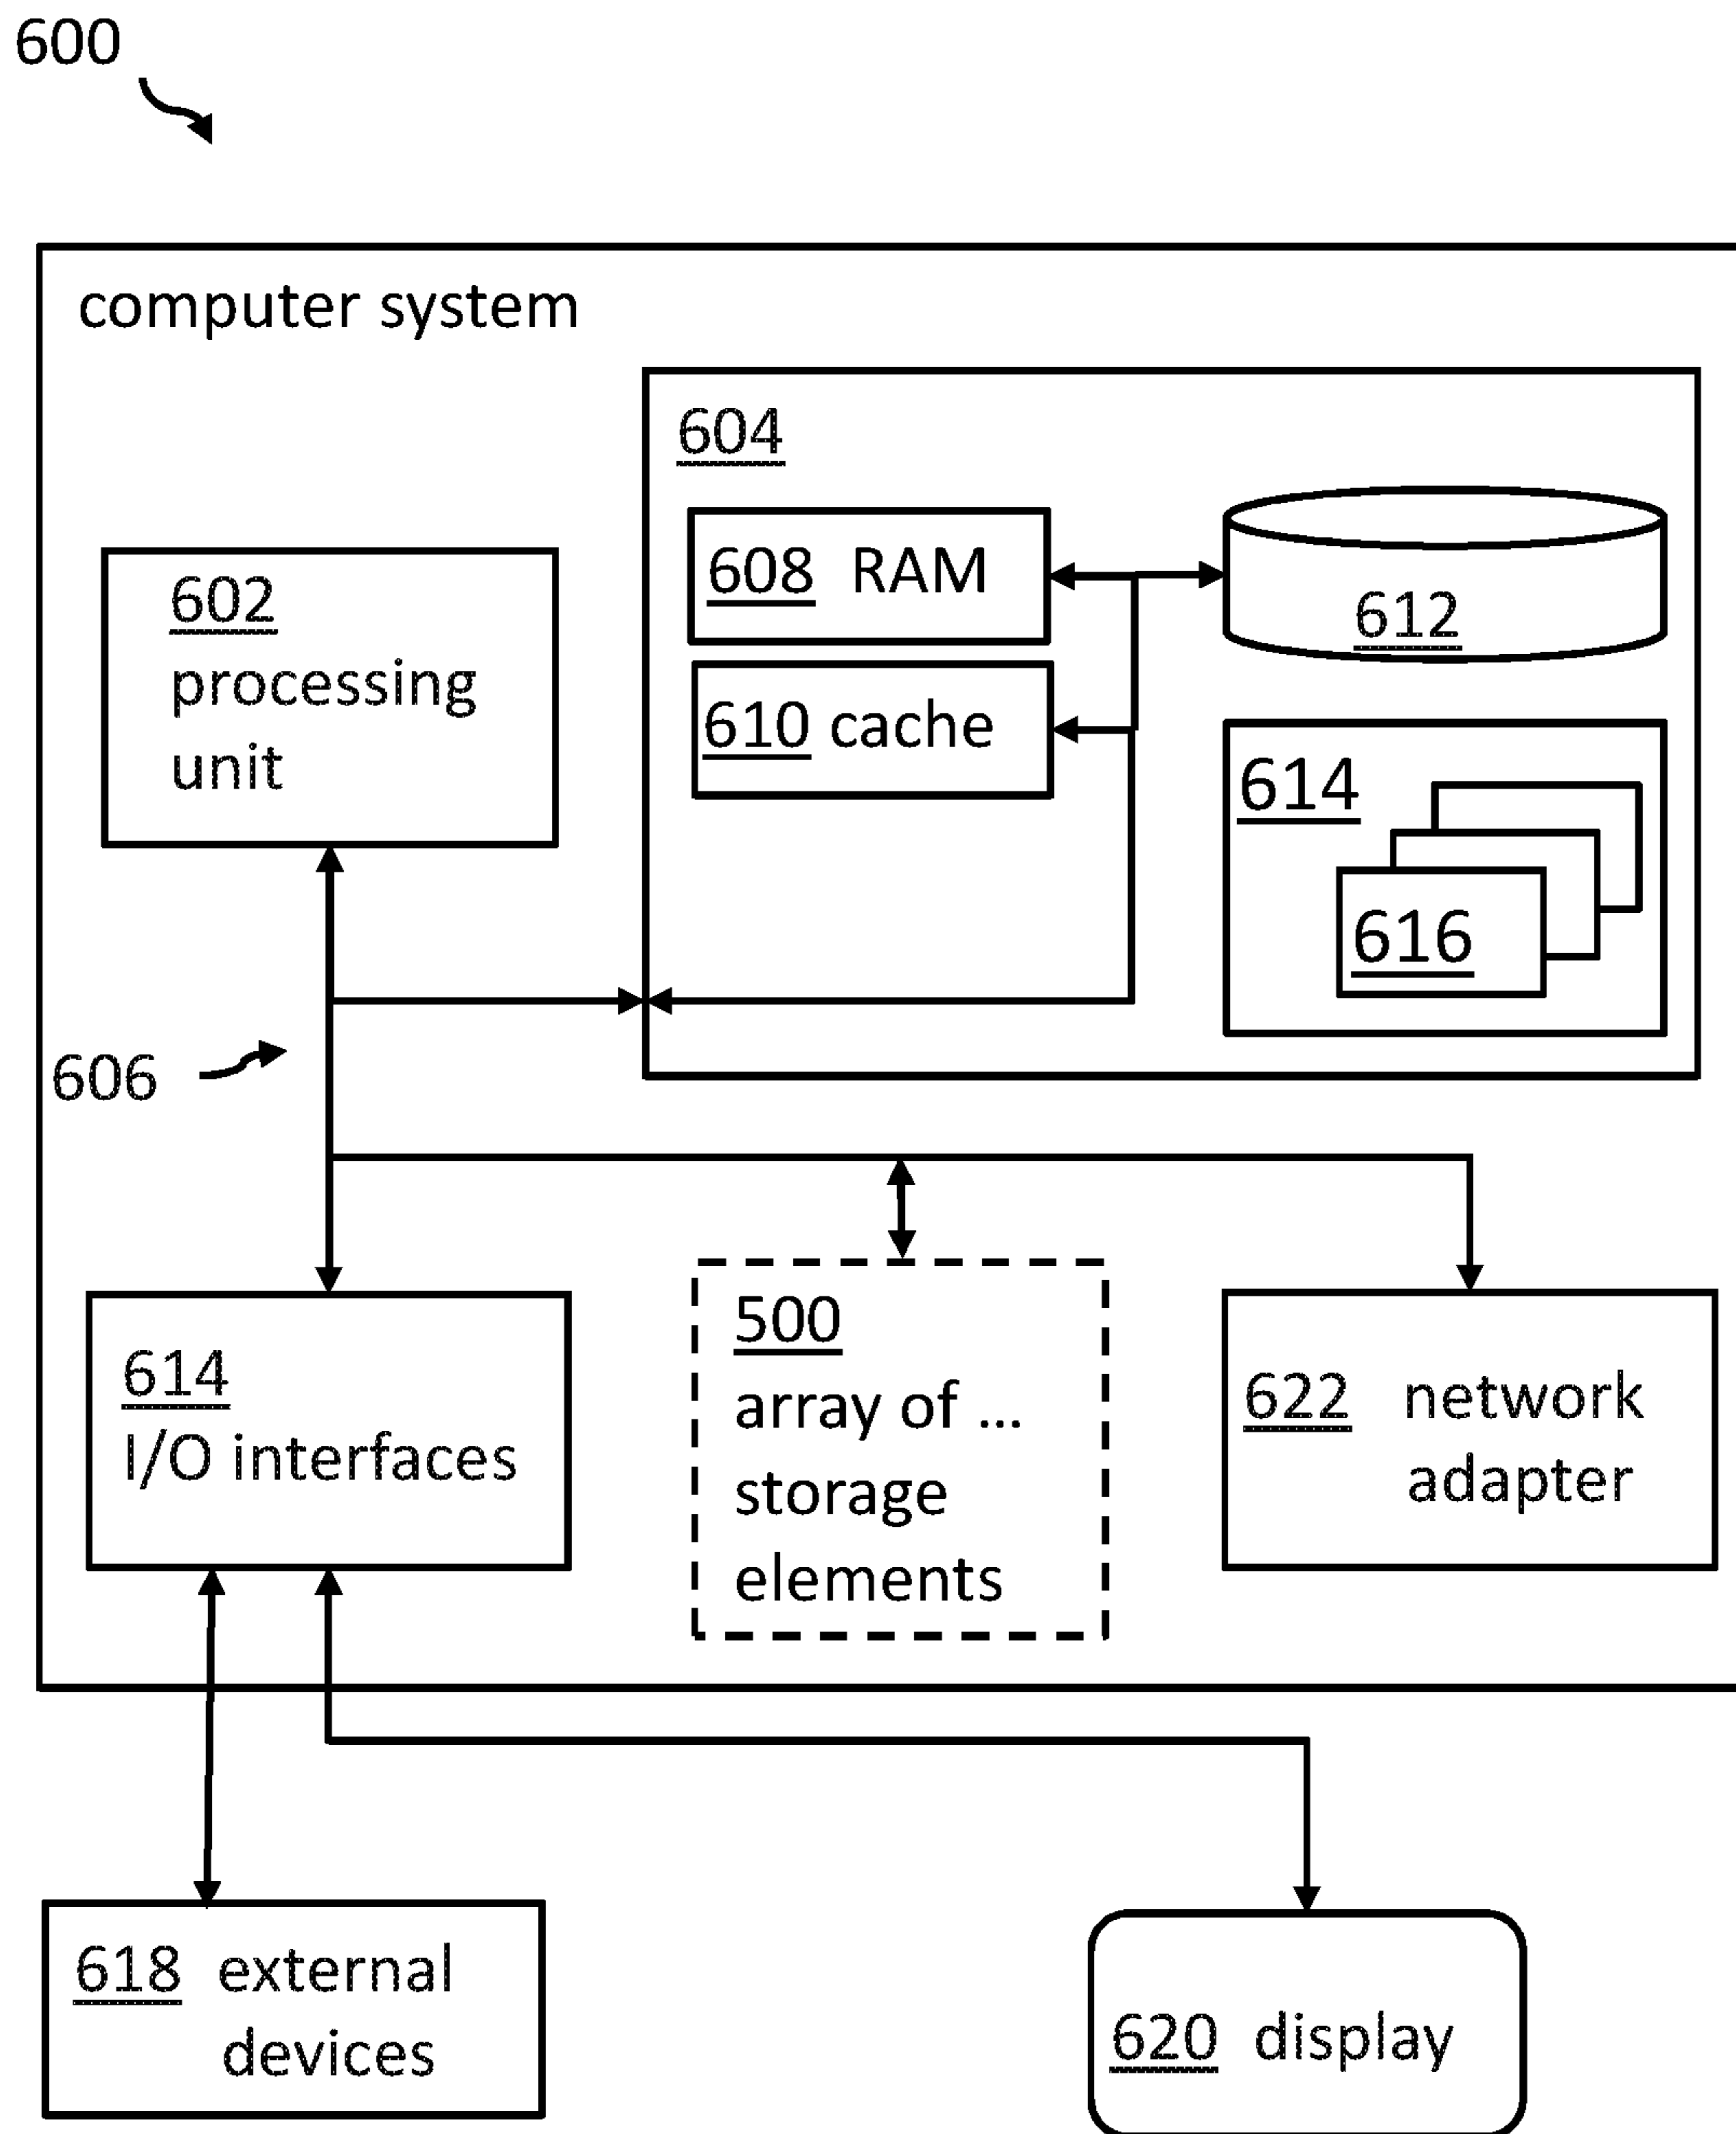 600
computer system
604
602
processing
unit
608 RAM
612
610 cache
614
616
606
614
I/O interfaces
500
array of ...
storage
elements
622 network
adapter
618 external
devices
620 display